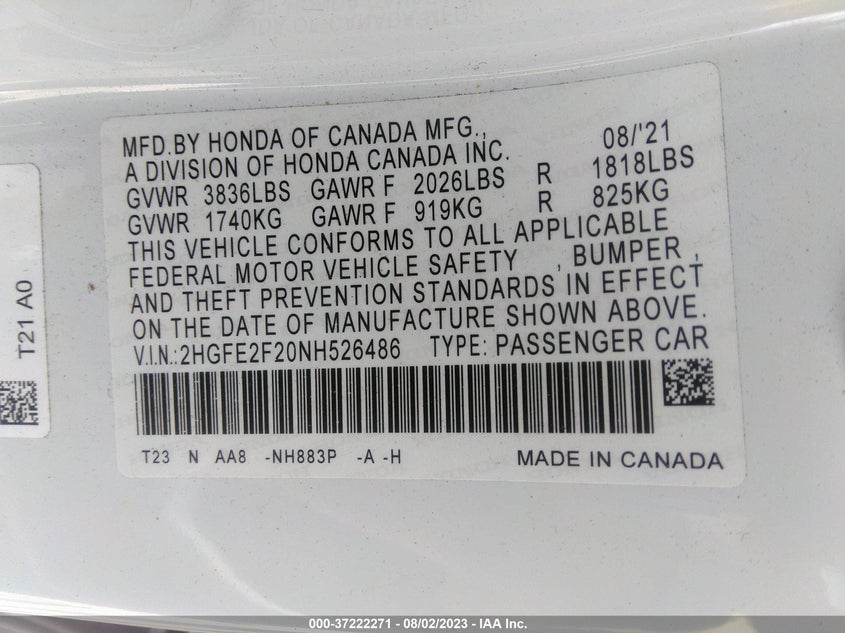 MFD.BY HONDA OF CANADA MFG., 08/'21
A DIVISION OF HONDA CANADA INC.
GVWR 3836LBS GAWR F 2026LBS R 1818LBS
GVWR 1740KG GAWR F 919KG R 825KG
THIS VEHICLE CONFORMS TO ALL APPLICABLE
FEDERAL MOTOR VEHICLE SAFETY , BUMPER ,
AND THEFT PREVENTION STANDARDS IN EFFECT
ON THE DATE OF MANUFACTURE SHOWN ABOVE.
V.I.N.:2HGFE2F20NH526486 TYPE: PASSENGER CAR
T23 N AA8 -NH883P -A -H MADE IN CANADA
T21 A0
000-37222271 - 08/02/2023 - IAA Inc.